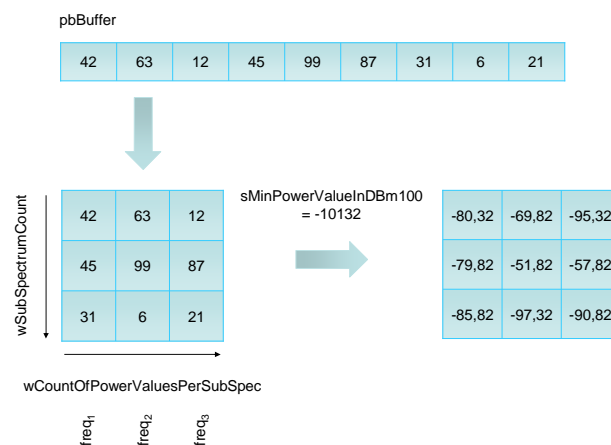 pbBuffer
42 63 12 45 99 87 31 6 21
wSubSpectrumCount
42 63 12
45 99 87
31 6 21
sMinPowerValueInDBm100
= -10132
-80,32 -69,82 -95,32
-79,82 -51,82 -57,82
-85,82 -97,32 -90,82
wCountOfPowerValuesPerSubSpec
freq1 freq2 freq3